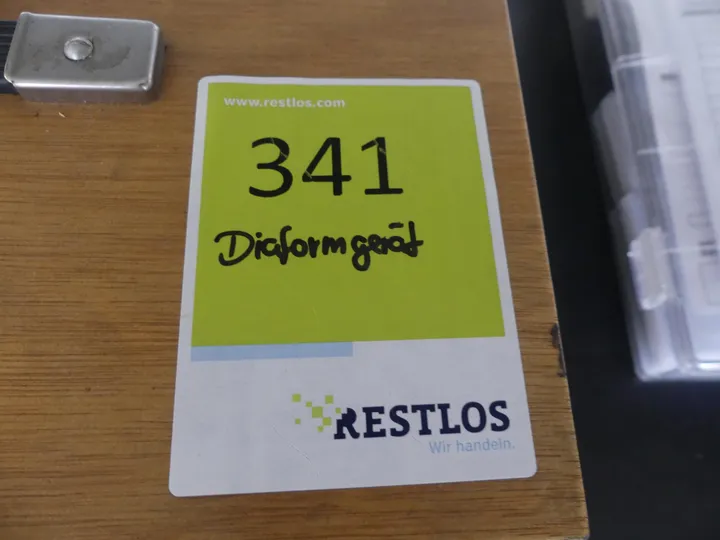 www.restlos.com
341
Diaformgerät
RESTLOS
Wir handeln.